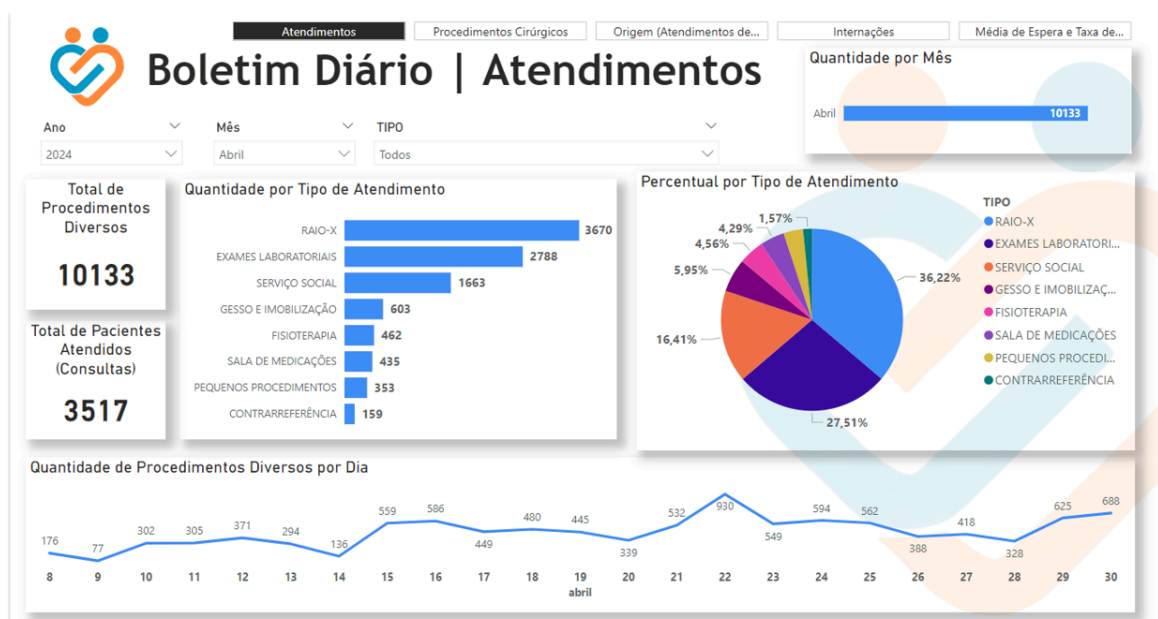 Atendimentos
Procedimentos Cirúrgicos
Origem (Atendimentos de...
Internações
Média de Espera e Taxa de...
Boletim Diário | Atendimentos
Quantidade por Mês
Abril
10133
Ano
Mês
TIPO
2024
Abril
Todos
Total de
Procedimentos
Diversos
10133
Total de Pacientes
Atendidos
(Consultas)
3517
Quantidade por Tipo de Atendimento
RAIO-X 3670
EXAMES LABORATORIAIS 2788
SERVIÇO SOCIAL 1663
GESSO E IMOBILIZAÇÃO 603
FISIOTERAPIA 462
SALA DE MEDICAÇÕES 435
PEQUENOS PROCEDIMENTOS 353
CONTRARREFERÊNCIA 159
Percentual por Tipo de Atendimento
1,57%
4,29%
4,56%
5,95%
16,41%
36,22%
27,51%
TIPO
RAIO-X
EXAMES LABORATORI...
SERVIÇO SOCIAL
GESSO E IMOBILIZAÇ...
FISIOTERAPIA
SALA DE MEDICAÇÕES
PEQUENOS PROCEDI...
CONTRARREFERÊNCIA
Quantidade de Procedimentos Diversos por Dia
176 77 302 305 371 294 136 559 586 449 480 445 339 532 930 549 594 562 388 418 328 625 688
8 9 10 11 12 13 14 15 16 17 18 19 20 21 22 23 24 25 26 27 28 29 30
abril